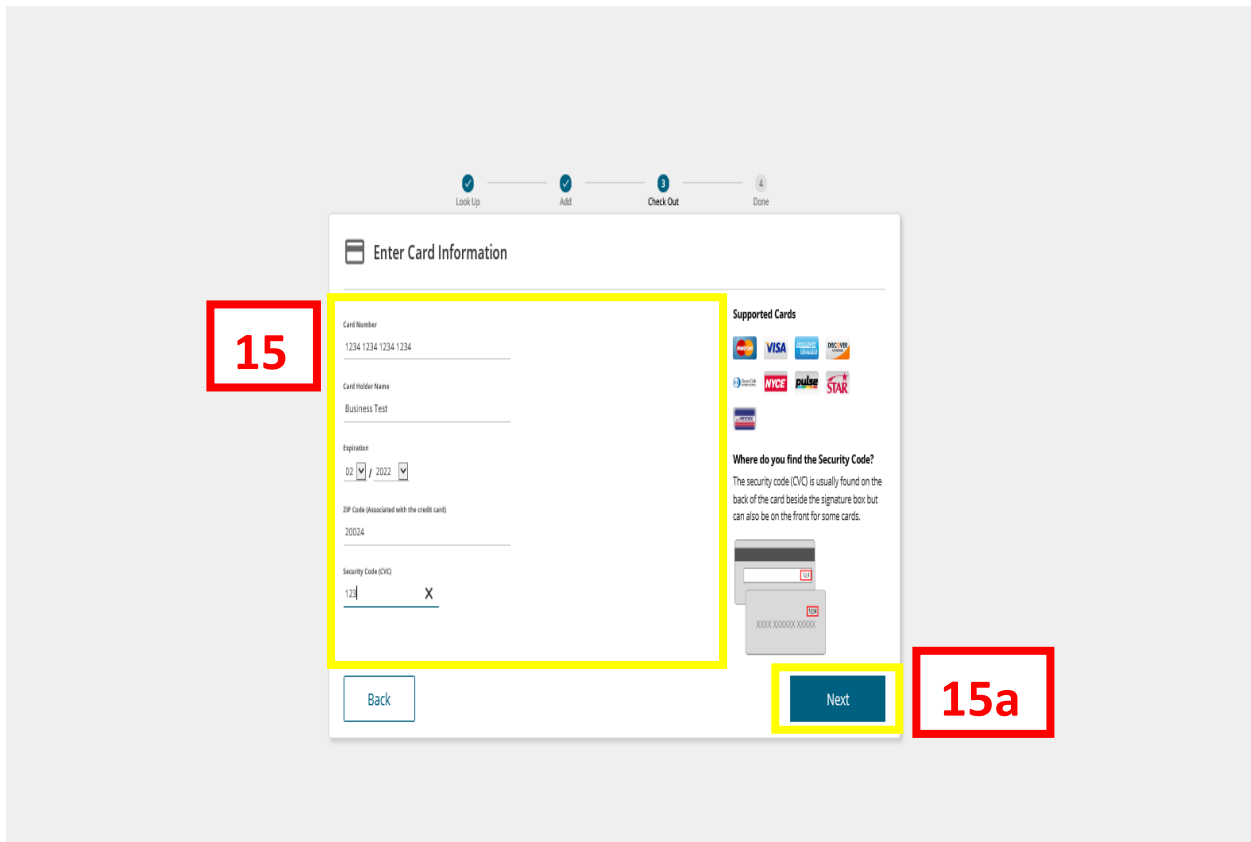 3 4
Look Up Add Check Out Done
Enter Card Information
15
Card Number
1234 1234 1234 1234
Card Holder Name
Business Test
Expiration
02 / 2022
ZIP Code (Associated with the credit card)
20024
Security Code (CVC)
123 X
Supported Cards
MasterCard VISA DISCOVER
NYCE pulse STAR
Where do you find the Security Code?
The security code (CVC) is usually found on the
back of the card beside the signature box but
can also be on the front for some cards.
XXXX XXXXXX XXXXX
Back
Next
15a